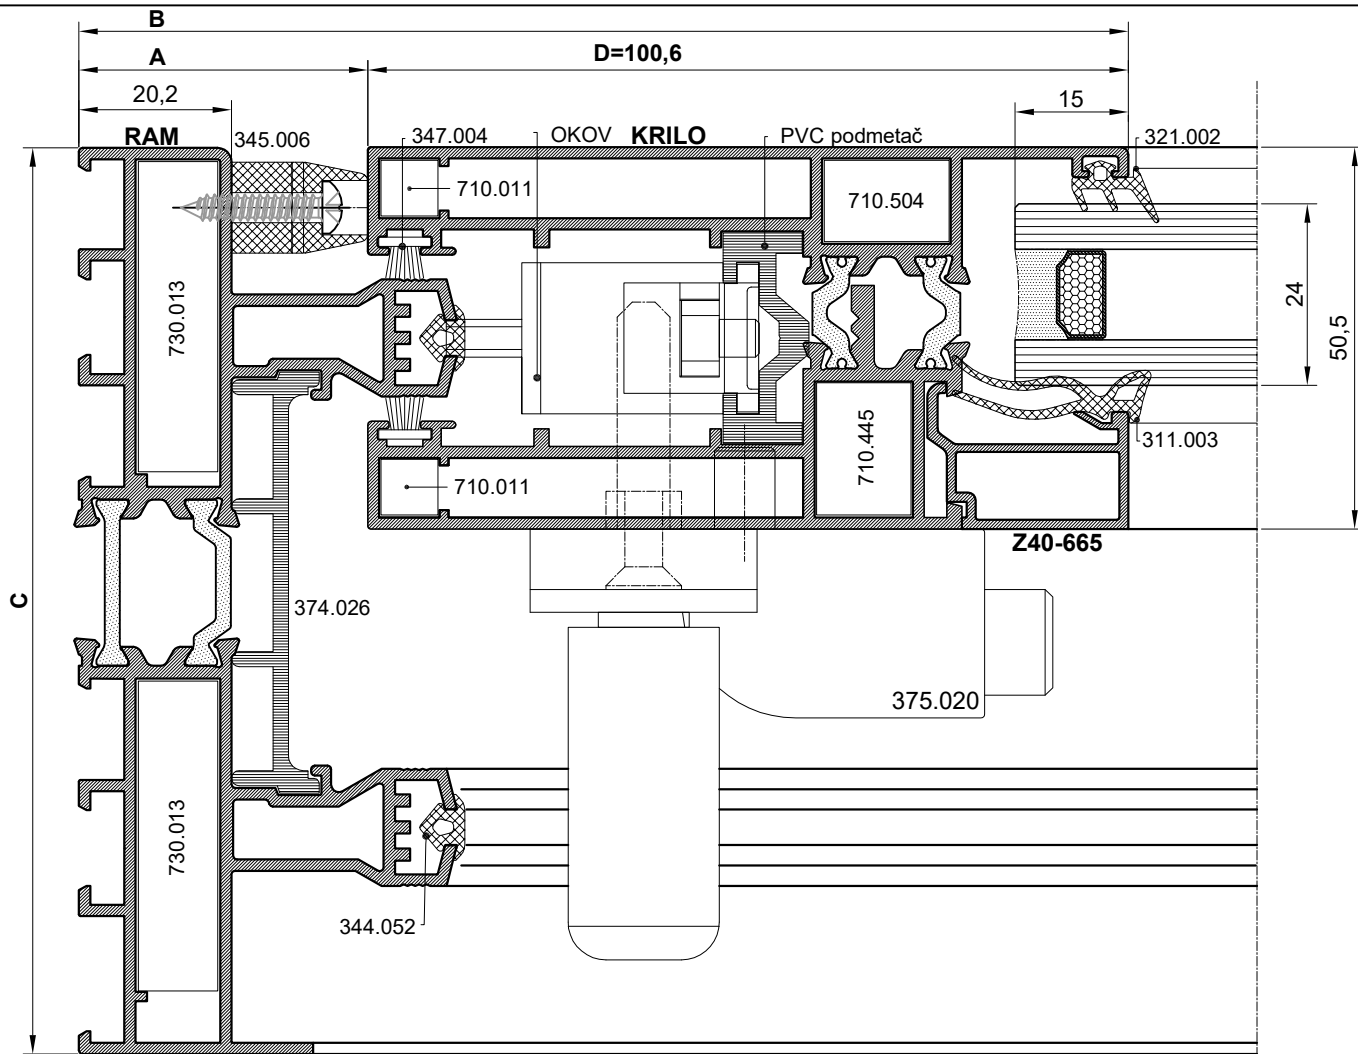 B
A
D=100,6
20,2
15
RAM
345.006
347.004
OKOV
KRILO
PVC podmetač
321.002
710.011
710.504
730.013
24
50,5
710.445
311.003
710.011
Z40-665
C
374.026
375.020
730.013
344.052